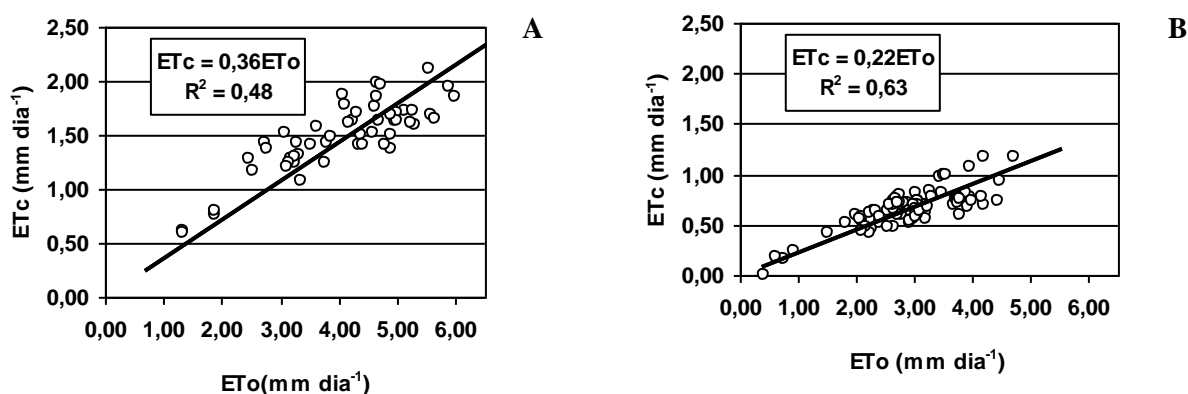 A
ETc = 0,36ETo
R² = 0,48
ETc (mm dia⁻¹)
2,50
2,00
1,50
1,00
0,50
0,00
0,00 1,00 2,00 3,00 4,00 5,00 6,00
ETo(mm dia⁻¹)
B
ETc = 0,22ETo
R² = 0,63
ETc (mm dia⁻¹)
2,50
2,00
1,50
1,00
0,50
0,00
0,00 1,00 2,00 3,00 4,00 5,00 6,00
ETo (mm dia⁻¹)